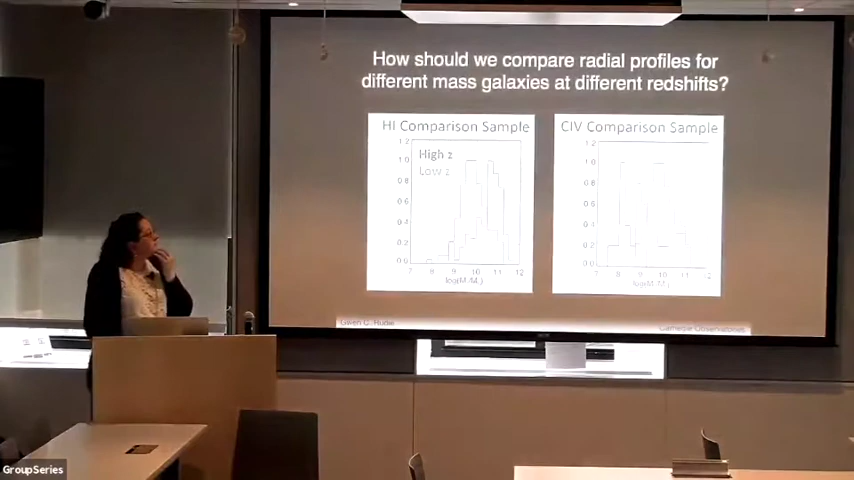 How should we compare radial profiles for
different mass galaxies at different redshifts?
HI Comparison Sample
High z
Low z
1.2
1.0
0.8
0.6
0.4
0.2
0.0
7 8 9 10 11 12
CIV Comparison Sample
1.2
1.0
0.8
0.6
0.4
0.2
0.0
7 8 9 10 11 12
Gwen C. Rudie
Carnegie Observatories
GroupSeries